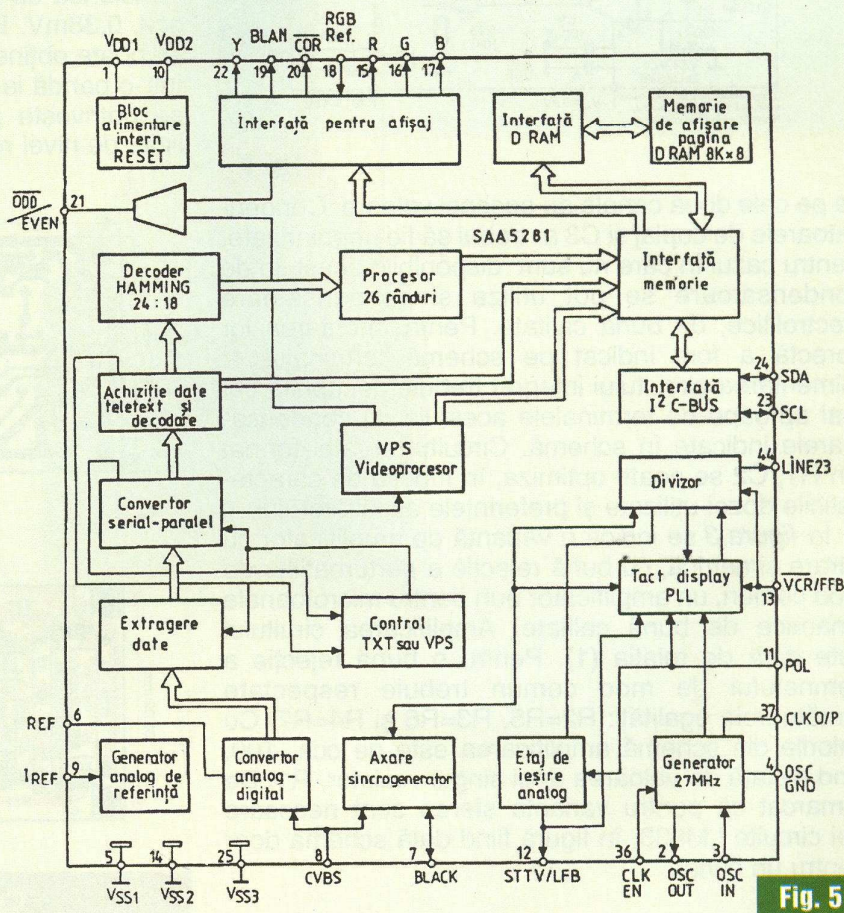 VDD1
VDD2
Y
BLAN
COR
RGB
Ref.
R
G
B
1
10
22
19
20
18
15
16
17
Bloc
alimentare
intern
RESET
Interfață pentru afișaj
Interfață
D RAM
Memorie
de afișare
pagina
D RAM 8K×8
ODD
EVEN
21
SAA5281
Decoder
HAMMING
24:18
Procesor
26 rânduri
Interfață
memorie
Achiziție date
teletext și
decodare
Interfață
I²C-BUS
24
SDA
23
SCL
VPS
Videoprocesor
44
LINE23
Divizor
Convertor
serial-paralel
Tact display
PLL
VCR/FFB
13
Extragere
date
Control
TXT sau VPS
11
POL
37
CLK O/P
REF
6
IREF
9
Generator
analog de
referință
Convertor
analog-
digital
Axare
sincrogenerator
Etaj de
ieșire
analog
Generator
27MHz
4
OSC
GND
5
14
25
8
7
12
36
2
3
VSS1
VSS2
VSS3
CVBS
BLACK
STTV/LFB
CLK
EN
OSC
OUT
OSC
IN
Fig. 5